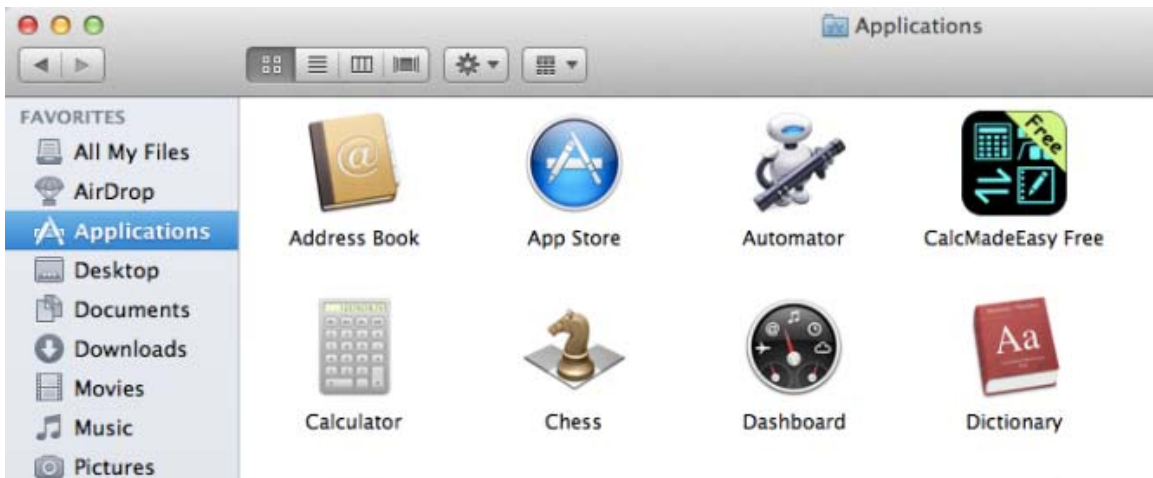 Applications
FAVORITES
All My Files
AirDrop
Applications
Desktop
Documents
Downloads
Movies
Music
Pictures
Address Book
App Store
Automator
Free
CalcMadeEasy Free
Calculator
Chess
Dashboard
Aa
Dictionary